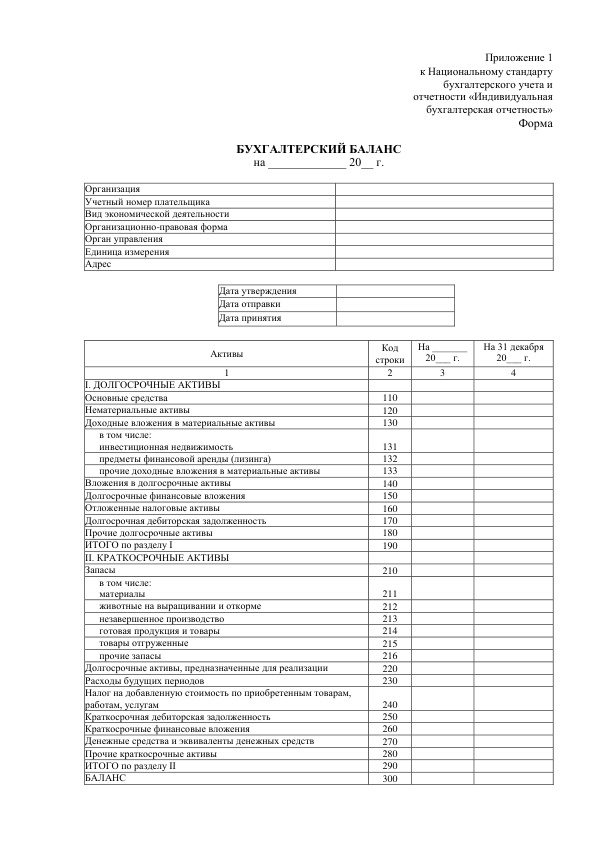 Приложение 1
к Национальному стандарту
бухгалтерского учета и
отчетности «Индивидуальная
бухгалтерская отчетность»
Форма
БУХГАЛТЕРСКИЙ БАЛАНС
на _____________ 20__ г.
Организация
Учетный номер плательщика
Вид экономической деятельности
Организационно-правовая форма
Орган управления
Единица измерения
Адрес
Дата утверждения
Дата отправки
Дата принятия
Активы Код строки На _______ 20___ г. На 31 декабря 20___ г.
1 2 3 4
I. ДОЛГОСРОЧНЫЕ АКТИВЫ
Основные средства 110
Нематериальные активы 120
Доходные вложения в материальные активы 130
в том числе:
инвестиционная недвижимость 131
предметы финансовой аренды (лизинга) 132
прочие доходные вложения в материальные активы 133
Вложения в долгосрочные активы 140
Долгосрочные финансовые вложения 150
Отложенные налоговые активы 160
Долгосрочная дебиторская задолженность 170
Прочие долгосрочные активы 180
ИТОГО по разделу I 190
II. КРАТКОСРОЧНЫЕ АКТИВЫ
Запасы 210
в том числе:
материалы 211
животные на выращивании и откорме 212
незавершенное производство 213
готовая продукция и товары 214
товары отгруженные 215
прочие запасы 216
Долгосрочные активы, предназначенные для реализации 220
Расходы будущих периодов 230
Налог на добавленную стоимость по приобретенным товарам,
работам, услугам 240
Краткосрочная дебиторская задолженность 250
Краткосрочные финансовые вложения 260
Денежные средства и эквиваленты денежных средств 270
Прочие краткосрочные активы 280
ИТОГО по разделу II 290
БАЛАНС 300